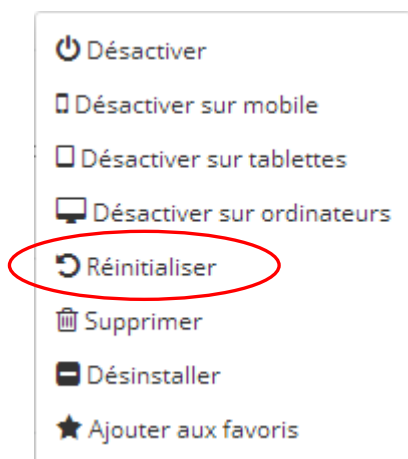 Désactiver
Désactiver sur mobile
Désactiver sur tablettes
Désactiver sur ordinateurs
Réinitialiser
Supprimer
Désinstaller
Ajouter aux favoris